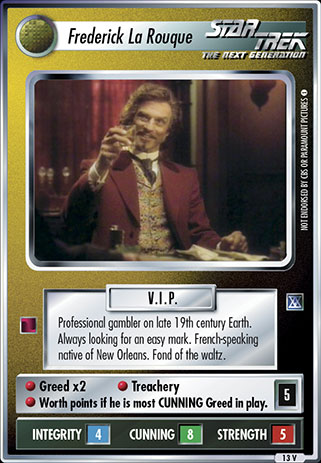 Frederick La Rouque
STAR TREK
THE NEXT GENERATION
NOT ENDORSED BY CBS OR PARAMOUNT PICTURES
V.I.P.
Professional gambler on late 19th century Earth.
Always looking for an easy mark. French-speaking
native of New Orleans. Fond of the waltz.
Greed x2 Treachery
Worth points if he is most CUNNING Greed in play.
5
INTEGRITY 4 CUNNING 8 STRENGTH 5
13 V